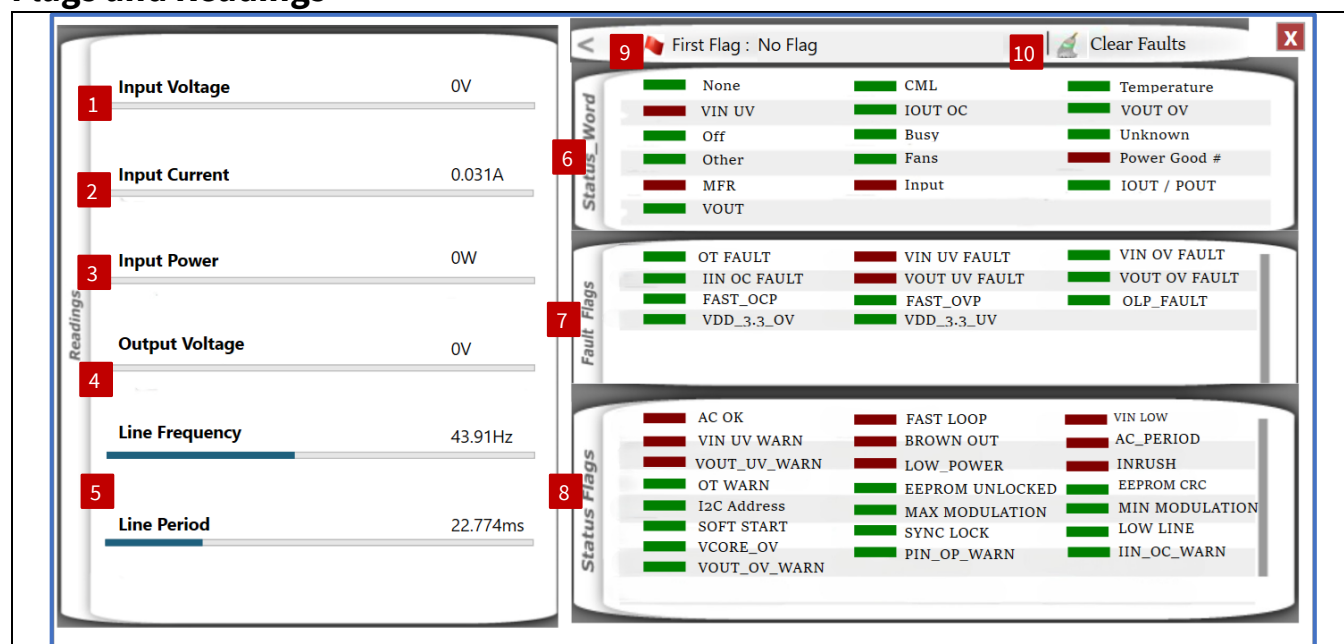 Flags and Readings
Readings
1
Input Voltage 0V
2
Input Current 0.031A
3
Input Power 0W
4
Output Voltage 0V
5
Line Frequency 43.91Hz
Line Period 22.774ms
< 9 First Flag : No Flag 10 Clear Faults X
6
Status_Word
None CML Temperature
VIN UV IOUT OC VOUT OV
Off Busy Unknown
Other Fans Power Good #
MFR Input IOUT / POUT
VOUT
7
Fault Flags
OT FAULT VIN UV FAULT VIN OV FAULT
IIN OC FAULT VOUT UV FAULT VOUT OV FAULT
FAST_OCP FAST_OVP OLP_FAULT
VDD_3.3_OV VDD_3.3_UV
8
Status Flags
AC OK FAST LOOP VIN LOW
VIN UV WARN BROWN OUT AC_PERIOD
VOUT_UV_WARN LOW_POWER INRUSH
OT WARN EEPROM UNLOCKED EEPROM CRC
I2C Address MAX MODULATION MIN MODULATION
SOFT START SYNC LOCK LOW LINE
VCORE_OV PIN_OP_WARN IIN_OC_WARN
VOUT_OV_WARN